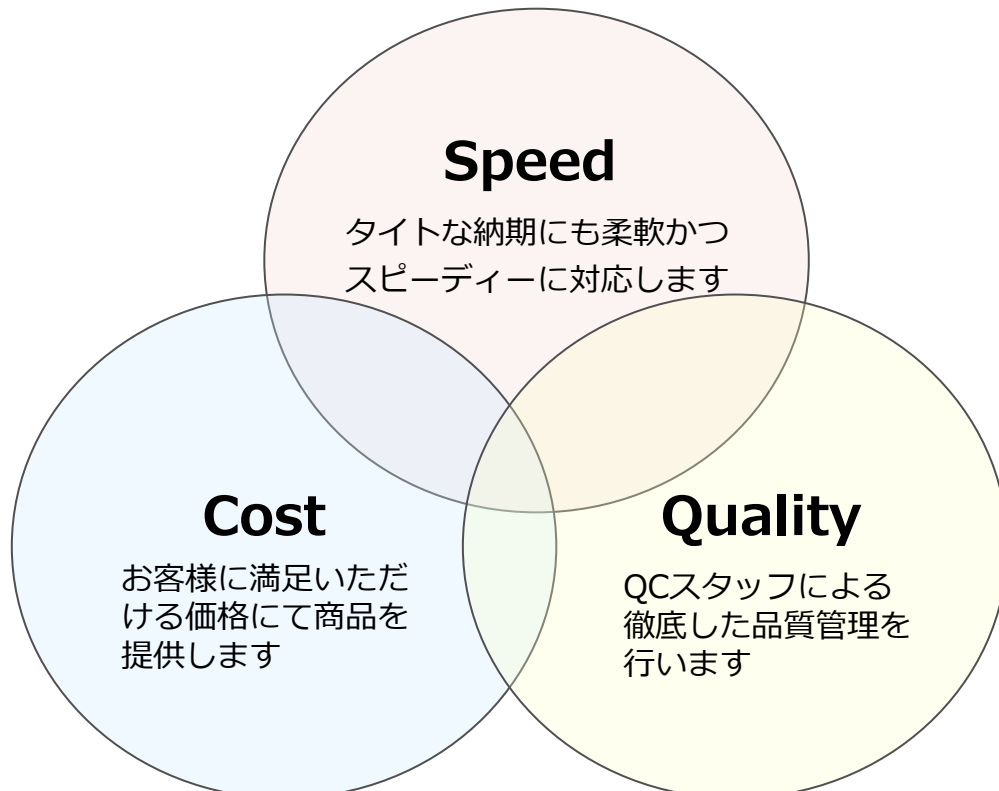 Speed
タイトな納期にも柔軟かつ
スピーディーに対応します
Cost
お客様に満足いただ
ける価格にて商品を
提供します
Quality
QCスタッフによる
徹底した品質管理を
行います